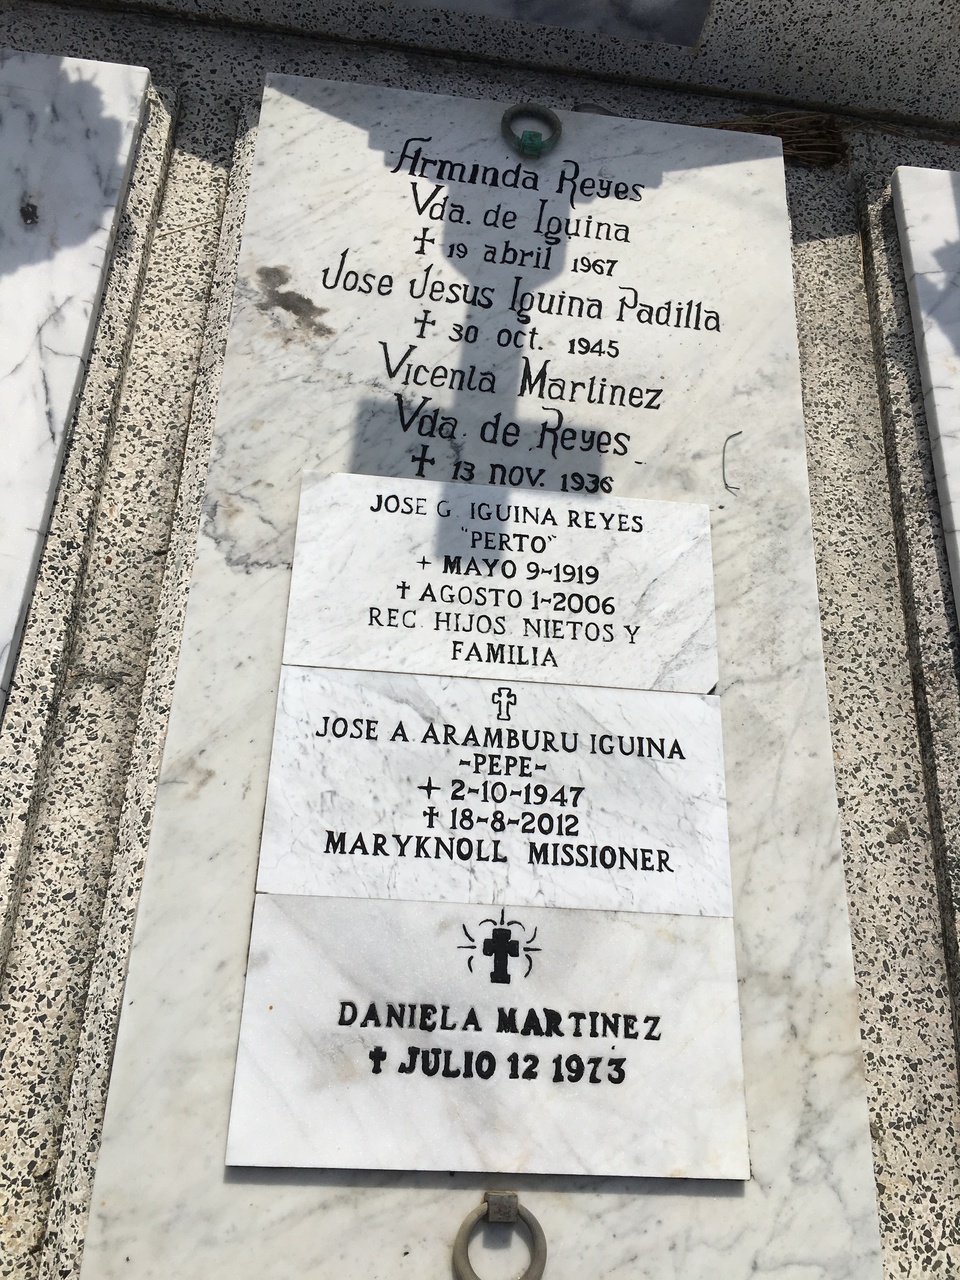 Arminda Reyes
Vda. de Iguina
✝ 19 abril 1967
Jose Jesus Iguina Padilla
✝ 30 oct. 1945
Vicenta Martinez
Vda. de Reyes
✝ 13 nov. 1936
JOSE G. IGUINA REYES
"PERTO"
+ MAYO 9-1919
✝ AGOSTO 1-2006
REC. HIJOS NIETOS Y
FAMILIA
JOSE A. ARAMBURU IGUINA
-PEPE-
+ 2-10-1947
✝ 18-8-2012
MARYKNOLL MISSIONER
DANIELA MARTINEZ
✝ JULIO 12 1973